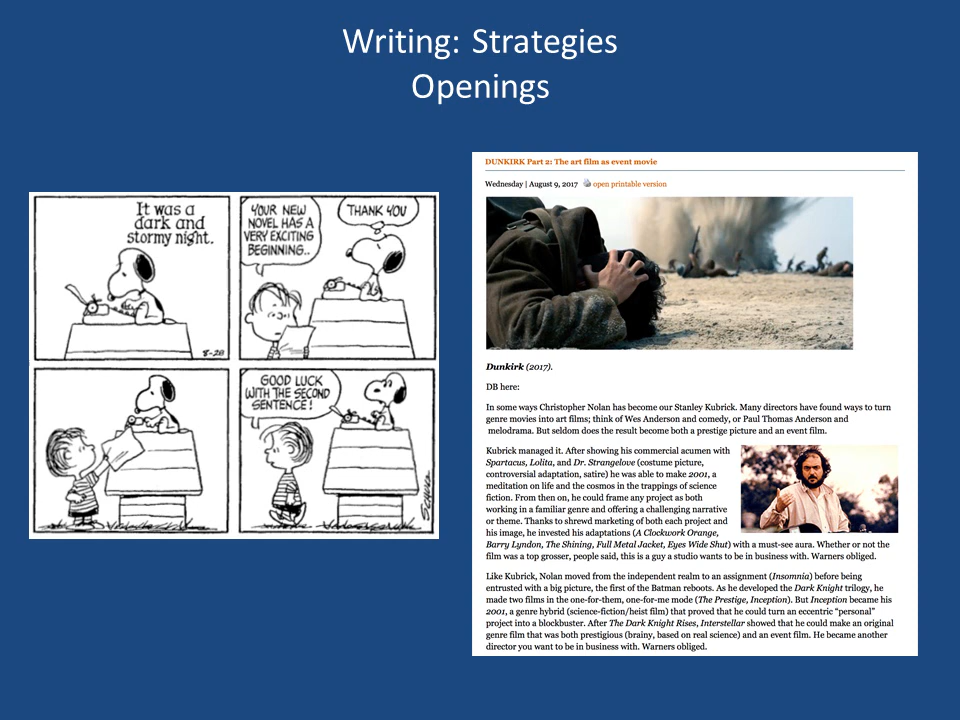 Writing: Strategies
Openings
It was a
dark and
stormy night.
8-28
YOUR NEW
NOVEL HAS A
VERY EXCITING
BEGINNING..
THANK YOU
GOOD LUCK
WITH THE SECOND
SENTENCE!
SCHULZ
DUNKIRK Part 2: The art film as event movie
Wednesday | August 9, 2017 open printable version
Dunkirk (2017).
DB here:
In some ways Christopher Nolan has become our Stanley Kubrick. Many directors have found ways to turn
genre movies into art films; think of Wes Anderson and comedy, or Paul Thomas Anderson and
melodrama. But seldom does the result become both a prestige picture and an event film.
Kubrick managed it. After showing his commercial acumen with
Spartacus, Lolita, and Dr. Strangelove (costume picture,
controversial adaptation, satire) he was able to make 2001, a
meditation on life and the cosmos in the trappings of science
fiction. From then on, he could frame any project as both
working in a familiar genre and offering a challenging narrative
or theme. Thanks to shrewd marketing of both each project and
his image, he invested his adaptations (A Clockwork Orange,
Barry Lyndon, The Shining, Full Metal Jacket, Eyes Wide Shut) with a must-see aura. Whether or not the
film was a top grosser, people said, this is a guy a studio wants to be in business with. Warners obliged.
Like Kubrick, Nolan moved from the independent realm to an assignment (Insomnia) before being
entrusted with a big picture, the first of the Batman reboots. As he developed the Dark Knight trilogy, he
made two films in the one-for-them, one-for-me mode (The Prestige, Inception). But Inception became his
2001, a genre hybrid (science-fiction/heist film) that proved that he could turn an eccentric “personal”
project into a blockbuster. After The Dark Knight Rises, Interstellar showed that he could make an original
genre film that was both prestigious (brainy, based on real science) and an event film. He became another
director you want to be in business with. Warners obliged.